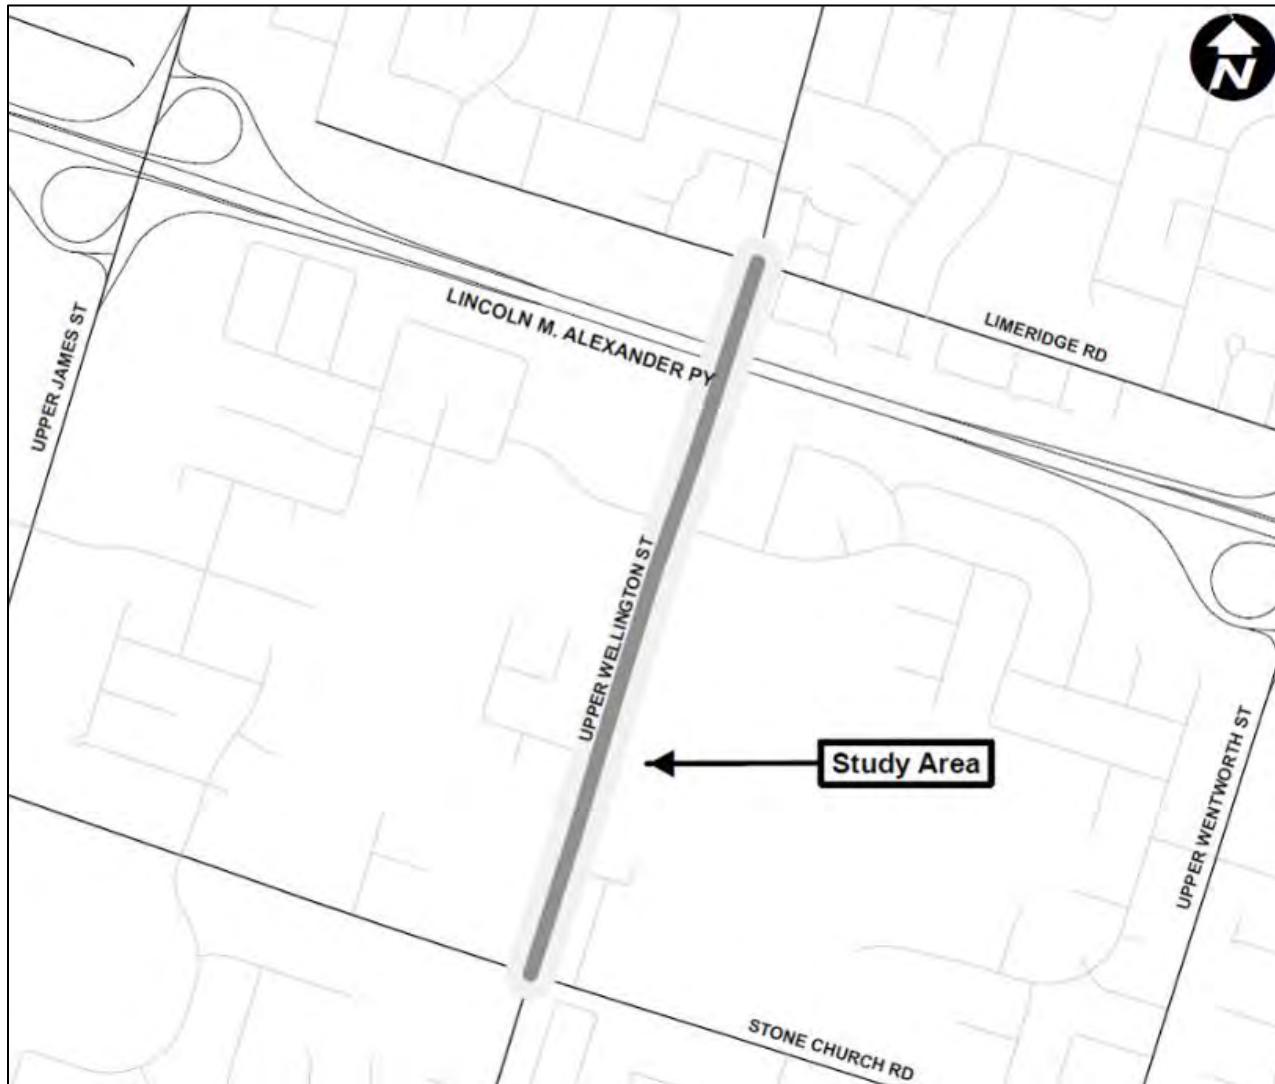 N
LIMERIDGE RD
LINCOLN M. ALEXANDER PY
UPPER JAMES ST
UPPER WELLINGTON ST
Study Area
UPPER WENTWORTH ST
STONE CHURCH RD